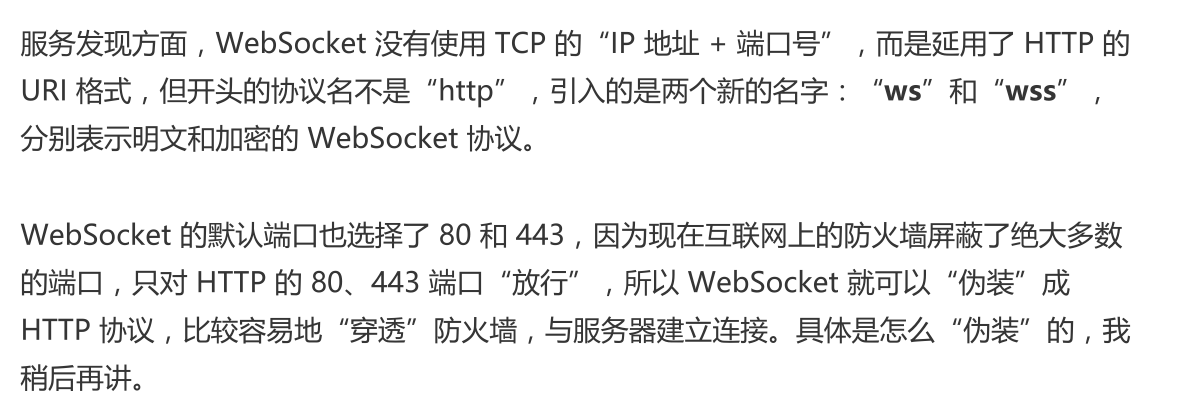 服务发现方面，WebSocket 没有使用 TCP 的“IP 地址 + 端口号”，而是延用了 HTTP 的
URI 格式，但开头的协议名不是“http”，引入的是两个新的名字：“ws”和“wss”，
分别表示明文和加密的 WebSocket 协议。
WebSocket 的默认端口也选择了 80 和 443，因为现在互联网上的防火墙屏蔽了绝大多数
的端口，只对 HTTP 的 80、443 端口“放行”，所以 WebSocket 就可以“伪装”成
HTTP 协议，比较容易地“穿透”防火墙，与服务器建立连接。具体是怎么“伪装”的，我
稍后再讲。